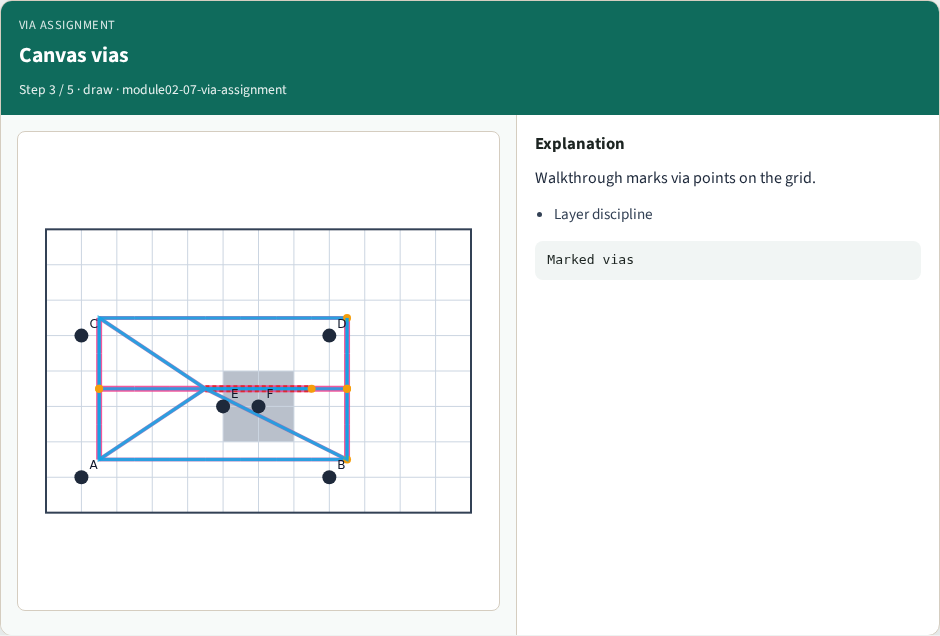 VIA ASSIGNMENT
Canvas vias
Step 3 / 5 · draw · module02-07-via-assignment
Explanation
Walkthrough marks via points on the grid.
• Layer discipline
Marked vias
C
D
E
F
A
B